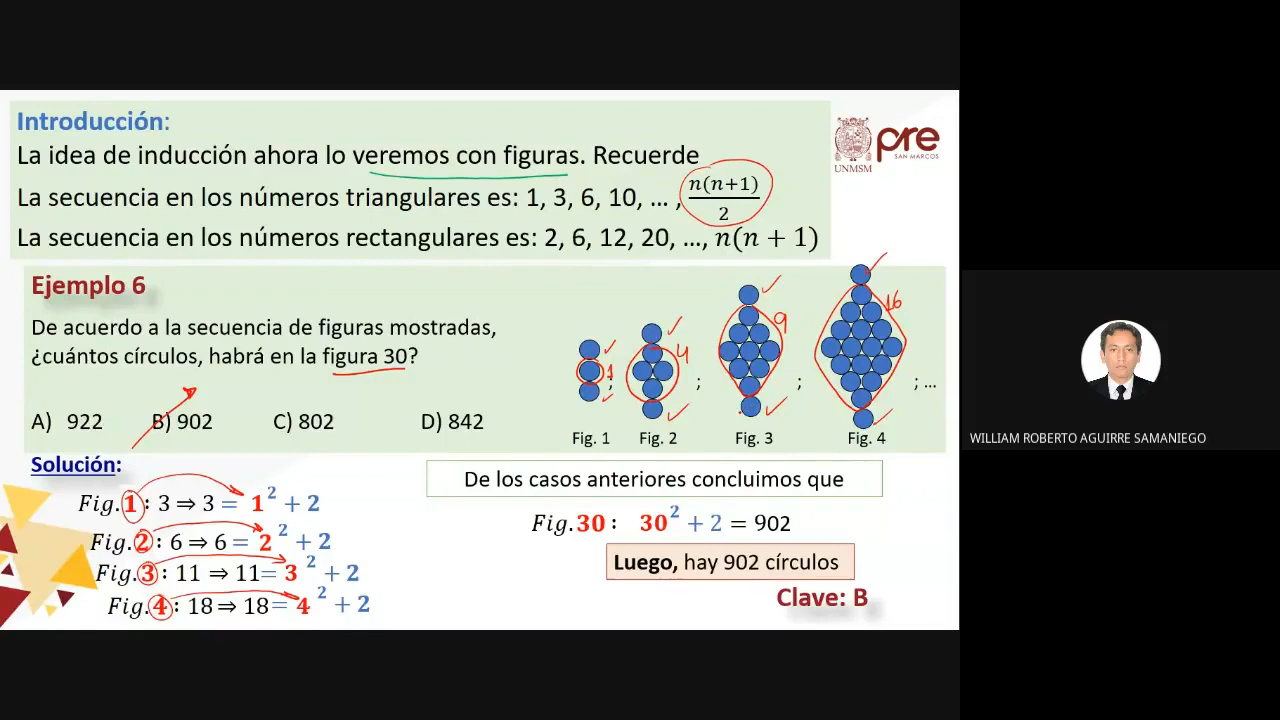 Introducción:
La idea de inducción ahora lo veremos con figuras. Recuerde
La secuencia en los números triangulares es: 1, 3, 6, 10, … , n(n+1)/2
La secuencia en los números rectangulares es: 2, 6, 12, 20, …, n(n + 1)
UNMSM
pre
SAN MARCOS
Ejemplo 6
De acuerdo a la secuencia de figuras mostradas,
¿cuántos círculos, habrá en la figura 30?
A) 922 B) 902 C) 802 D) 842
1 ; 4 ; 9 ; 16 ; ...
Fig. 1 Fig. 2 Fig. 3 Fig. 4
Solución:
Fig.1 : 3 ⇒ 3 = 1² + 2
Fig.2 : 6 ⇒ 6 = 2² + 2
Fig.3 : 11 ⇒ 11= 3² + 2
Fig.4 : 18 ⇒ 18= 4² + 2
De los casos anteriores concluimos que
Fig.30 : 30² + 2 = 902
Luego, hay 902 círculos
Clave: B
WILLIAM ROBERTO AGUIRRE SAMANIEGO